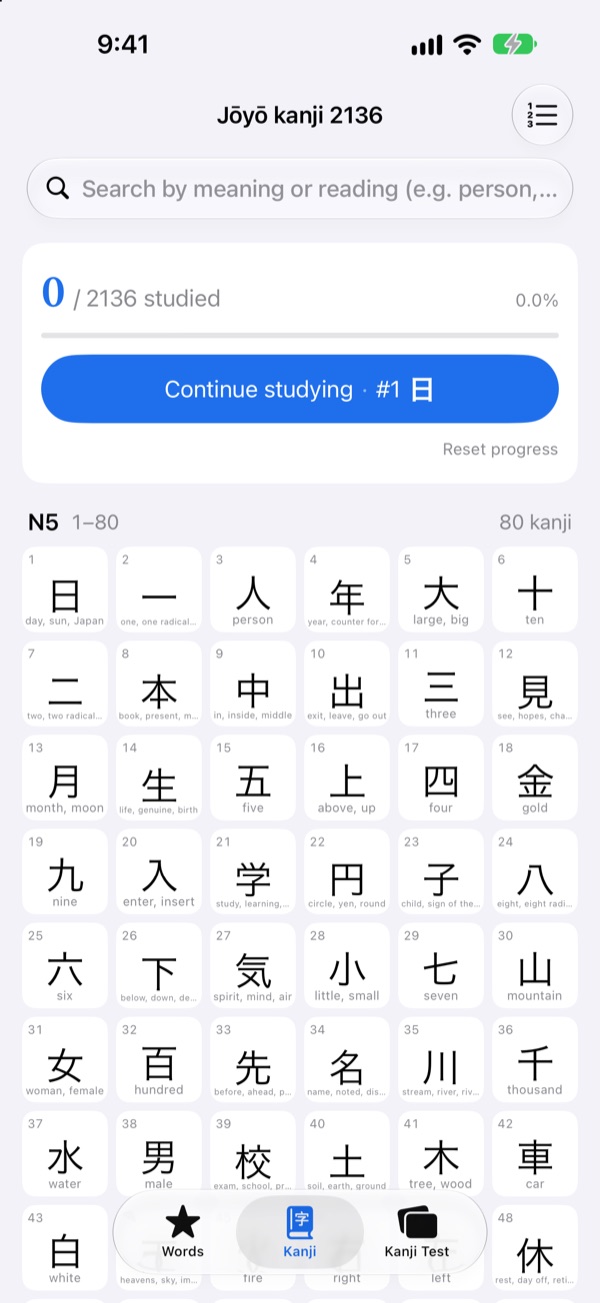 9:41
Jōyō kanji 2136
Search by meaning or reading (e.g. person,...
0 / 2136 studied
0.0%
Continue studying · #1 日
Reset progress
N5 1–80
80 kanji
1 2 3 4 5 6
日 一 人 年 大 十
day, sun, Japan one, one radical... person year, counter for... large, big ten
7 8 9 10 11 12
二 本 中 出 三 見
two, two radical... book, present, m... in, inside, middle exit, leave, go out three see, hopes, cha...
13 14 15 16 17 18
月 生 五 上 四 金
month, moon life, genuine, birth five above, up four gold
19 20 21 22 23 24
九 入 学 円 子 八
nine enter, insert study, learning,... circle, yen, round child, sign of the... eight, eight radi...
25 26 27 28 29 30
六 下 気 小 七 山
six below, down, de... spirit, mind, air little, small seven mountain
31 32 33 34 35 36
女 百 先 名 川 千
woman, female hundred before, ahead, p... name, noted, dis... stream, river, riv... thousand
37 38 39 40 41 42
水 男 校 土 木 車
water male exam, school, pr... soil, earth, ground tree, wood car
43 48
白 休
white heavens, sky, im... fire right left rest, day off, reti...
字
Words Kanji Kanji Test